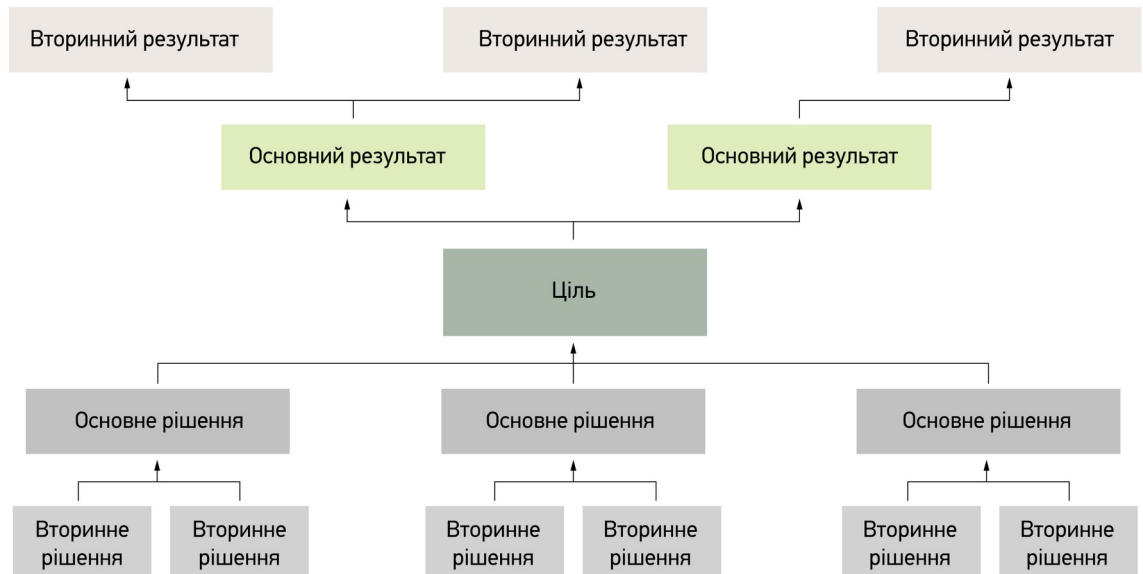 Вторинний результат
Вторинний результат
Вторинний результат
Основний результат
Основний результат
Ціль
Основне рішення
Основне рішення
Основне рішення
Вторинне
рішення
Вторинне
рішення
Вторинне
рішення
Вторинне
рішення
Вторинне
рішення
Вторинне
рішення